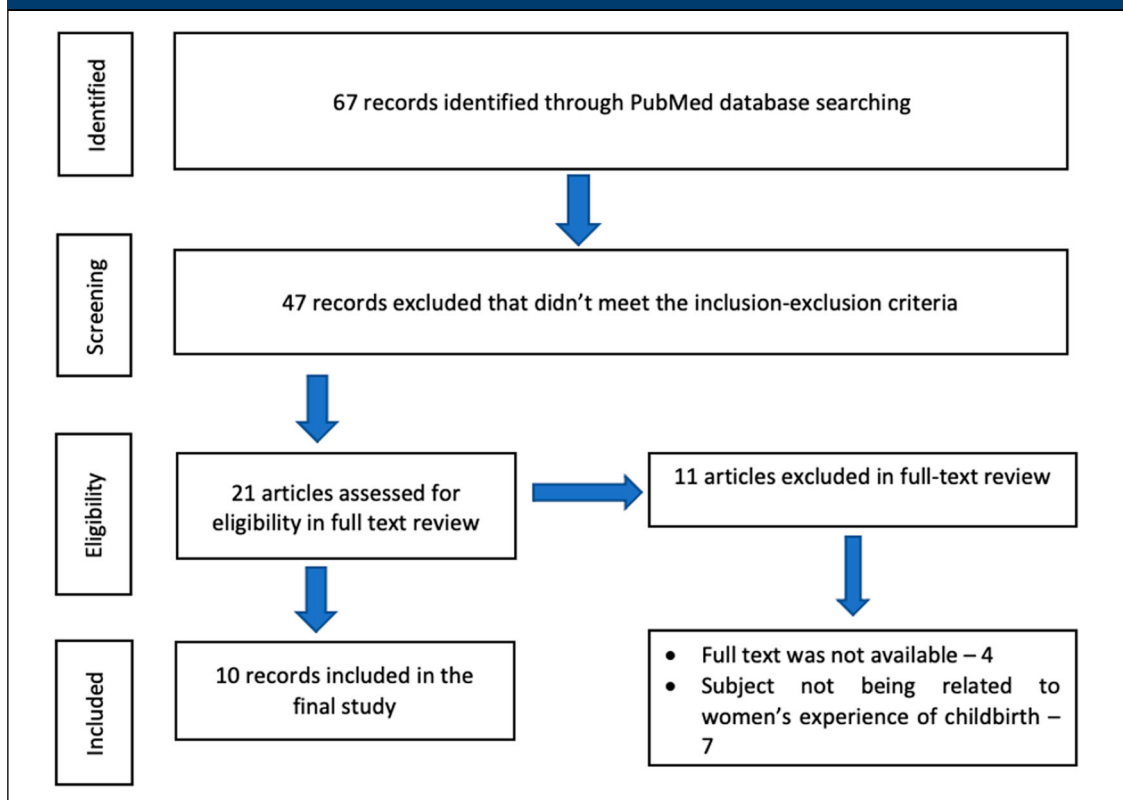 Identified
67 records identified through PubMed database searching
Screening
47 records excluded that didn't meet the inclusion-exclusion criteria
Eligibility
21 articles assessed for
eligibility in full text review
11 articles excluded in full-text review
Included
10 records included in the
final study
• Full text was not available – 4
• Subject not being related to
women's experience of childbirth –
7